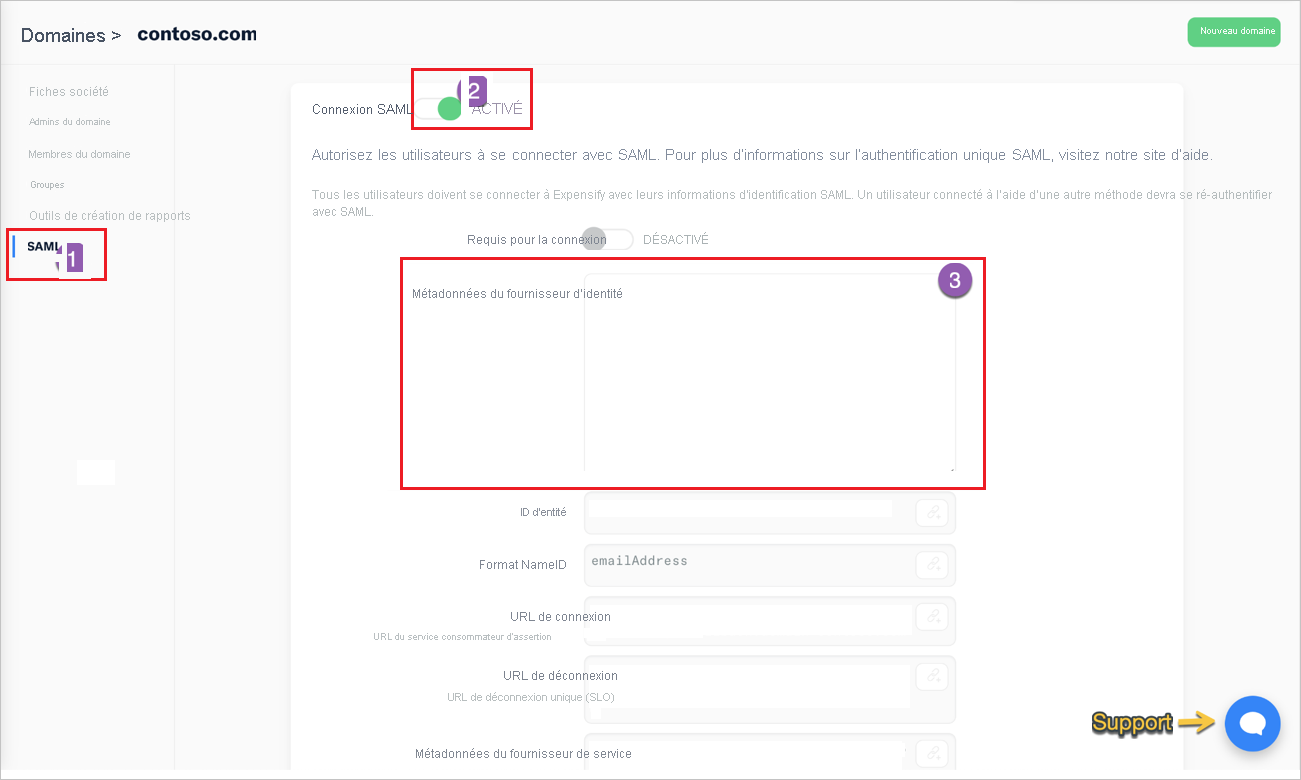 Domaines > contoso.com
Nouveau domaine
Fiches société
Admins du domaine
Membres du domaine
Groupes
Outils de création de rapports
SAML
1
Connexion SAML
2
ACTIVÉ
Autorisez les utilisateurs à se connecter avec SAML. Pour plus d'informations sur l'authentification unique SAML, visitez notre site d'aide.
Tous les utilisateurs doivent se connecter à Expensify avec leurs informations d'identification SAML. Un utilisateur connecté à l'aide d'une autre méthode devra se ré-authentifier
avec SAML.
Requis pour la connexion DÉSACTIVÉ
3
Métadonnées du fournisseur d'identité
ID d'entité
Format NameID emailAddress
URL de connexion
URL du service consommateur d'assertion
URL de déconnexion
URL de déconnexion unique (SLO)
Support
Métadonnées du fournisseur de service